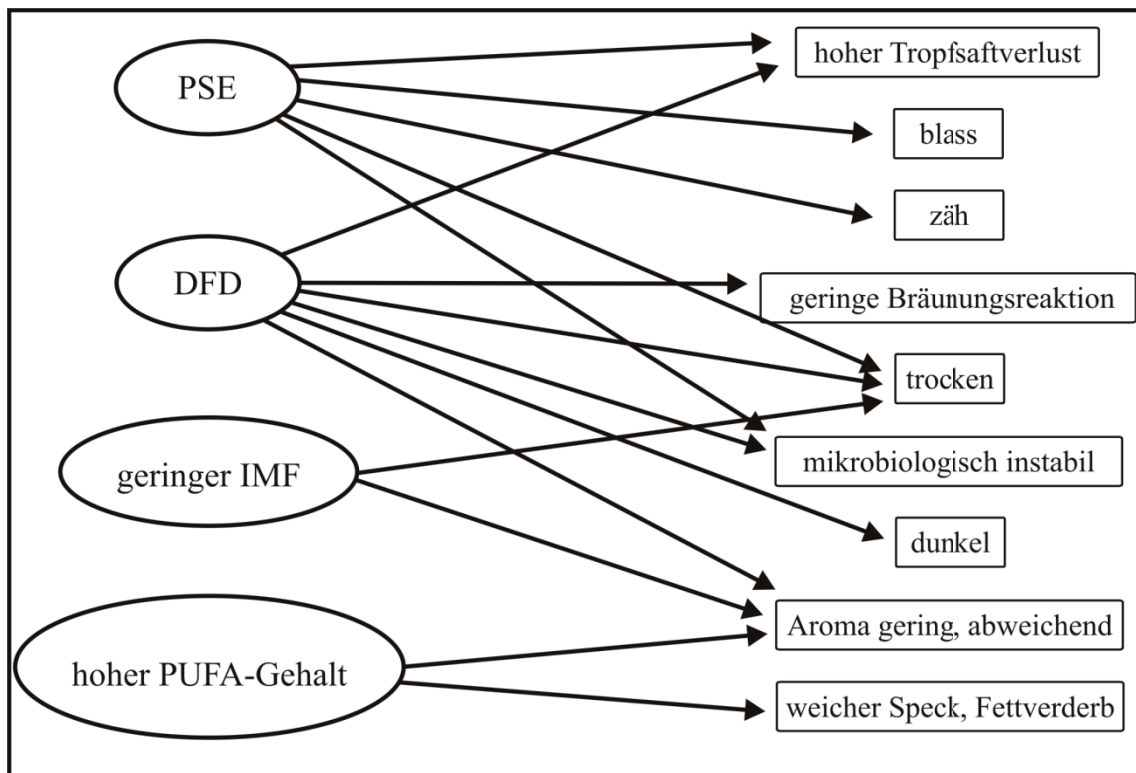 PSE
DFD
geringer IMF
hoher PUFA-Gehalt
hoher Tropfsaftverlust
blass
zäh
geringe Bräunungsreaktion
trocken
mikrobiologisch instabil
dunkel
Aroma gering, abweichend
weicher Speck, Fettverderb